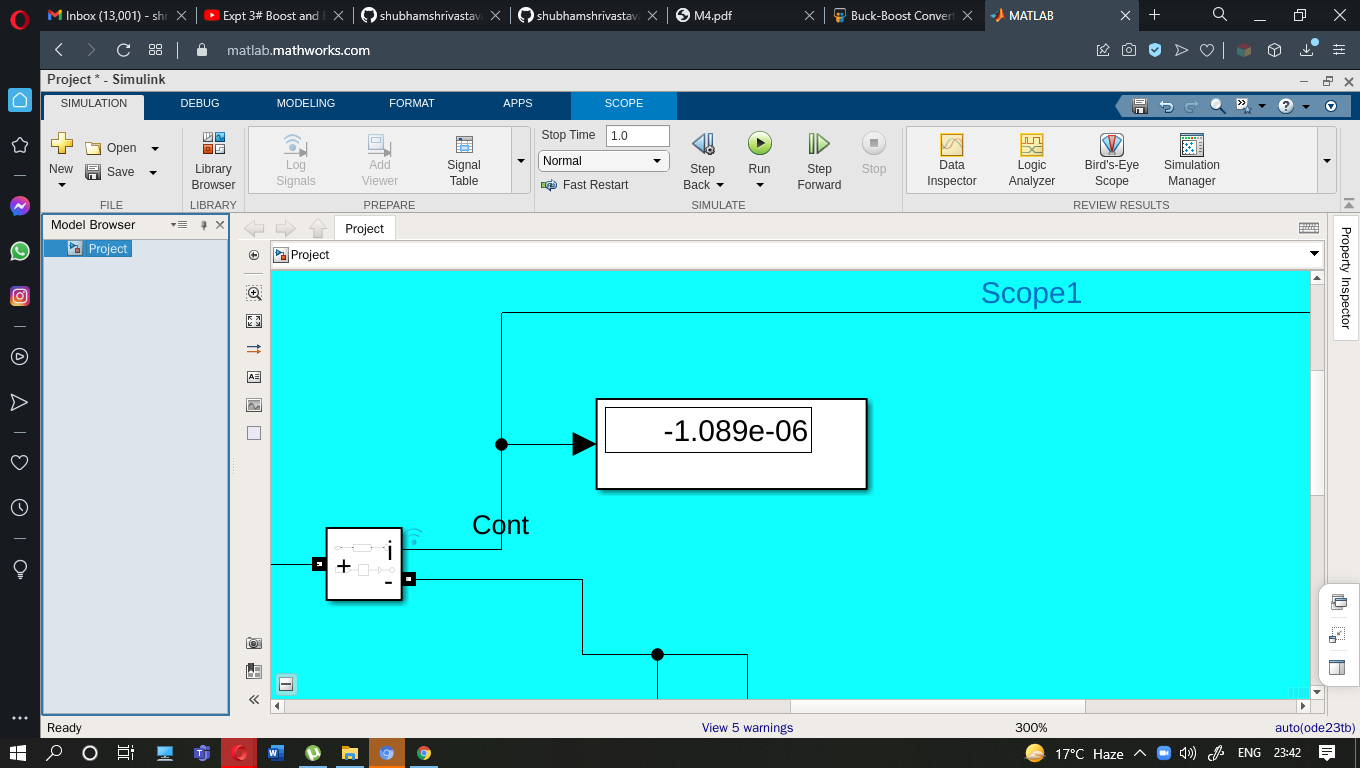 Inbox (13,001) - shr
Expt 3# Boost and B
shubhamshrivastava
shubhamshrivastava
M4.pdf
Buck-Boost Convert
MATLAB
matlab.mathworks.com
Project * - Simulink
SIMULATION
DEBUG
MODELING
FORMAT
APPS
SCOPE
New
Open
Save
FILE
Library
Browser
LIBRARY
Log
Signals
Add
Viewer
Signal
Table
PREPARE
Stop Time 1.0
Normal
Fast Restart
Step
Back
Run
Step
Forward
Stop
SIMULATE
Data
Inspector
Logic
Analyzer
Bird's-Eye
Scope
Simulation
Manager
REVIEW RESULTS
Model Browser
Project
Project
Project
Property Inspector
Scope1
-1.089e-06
Cont
i
+
-
Ready
View 5 warnings
300%
auto(ode23tb)
17°C Haze
ENG
23:42